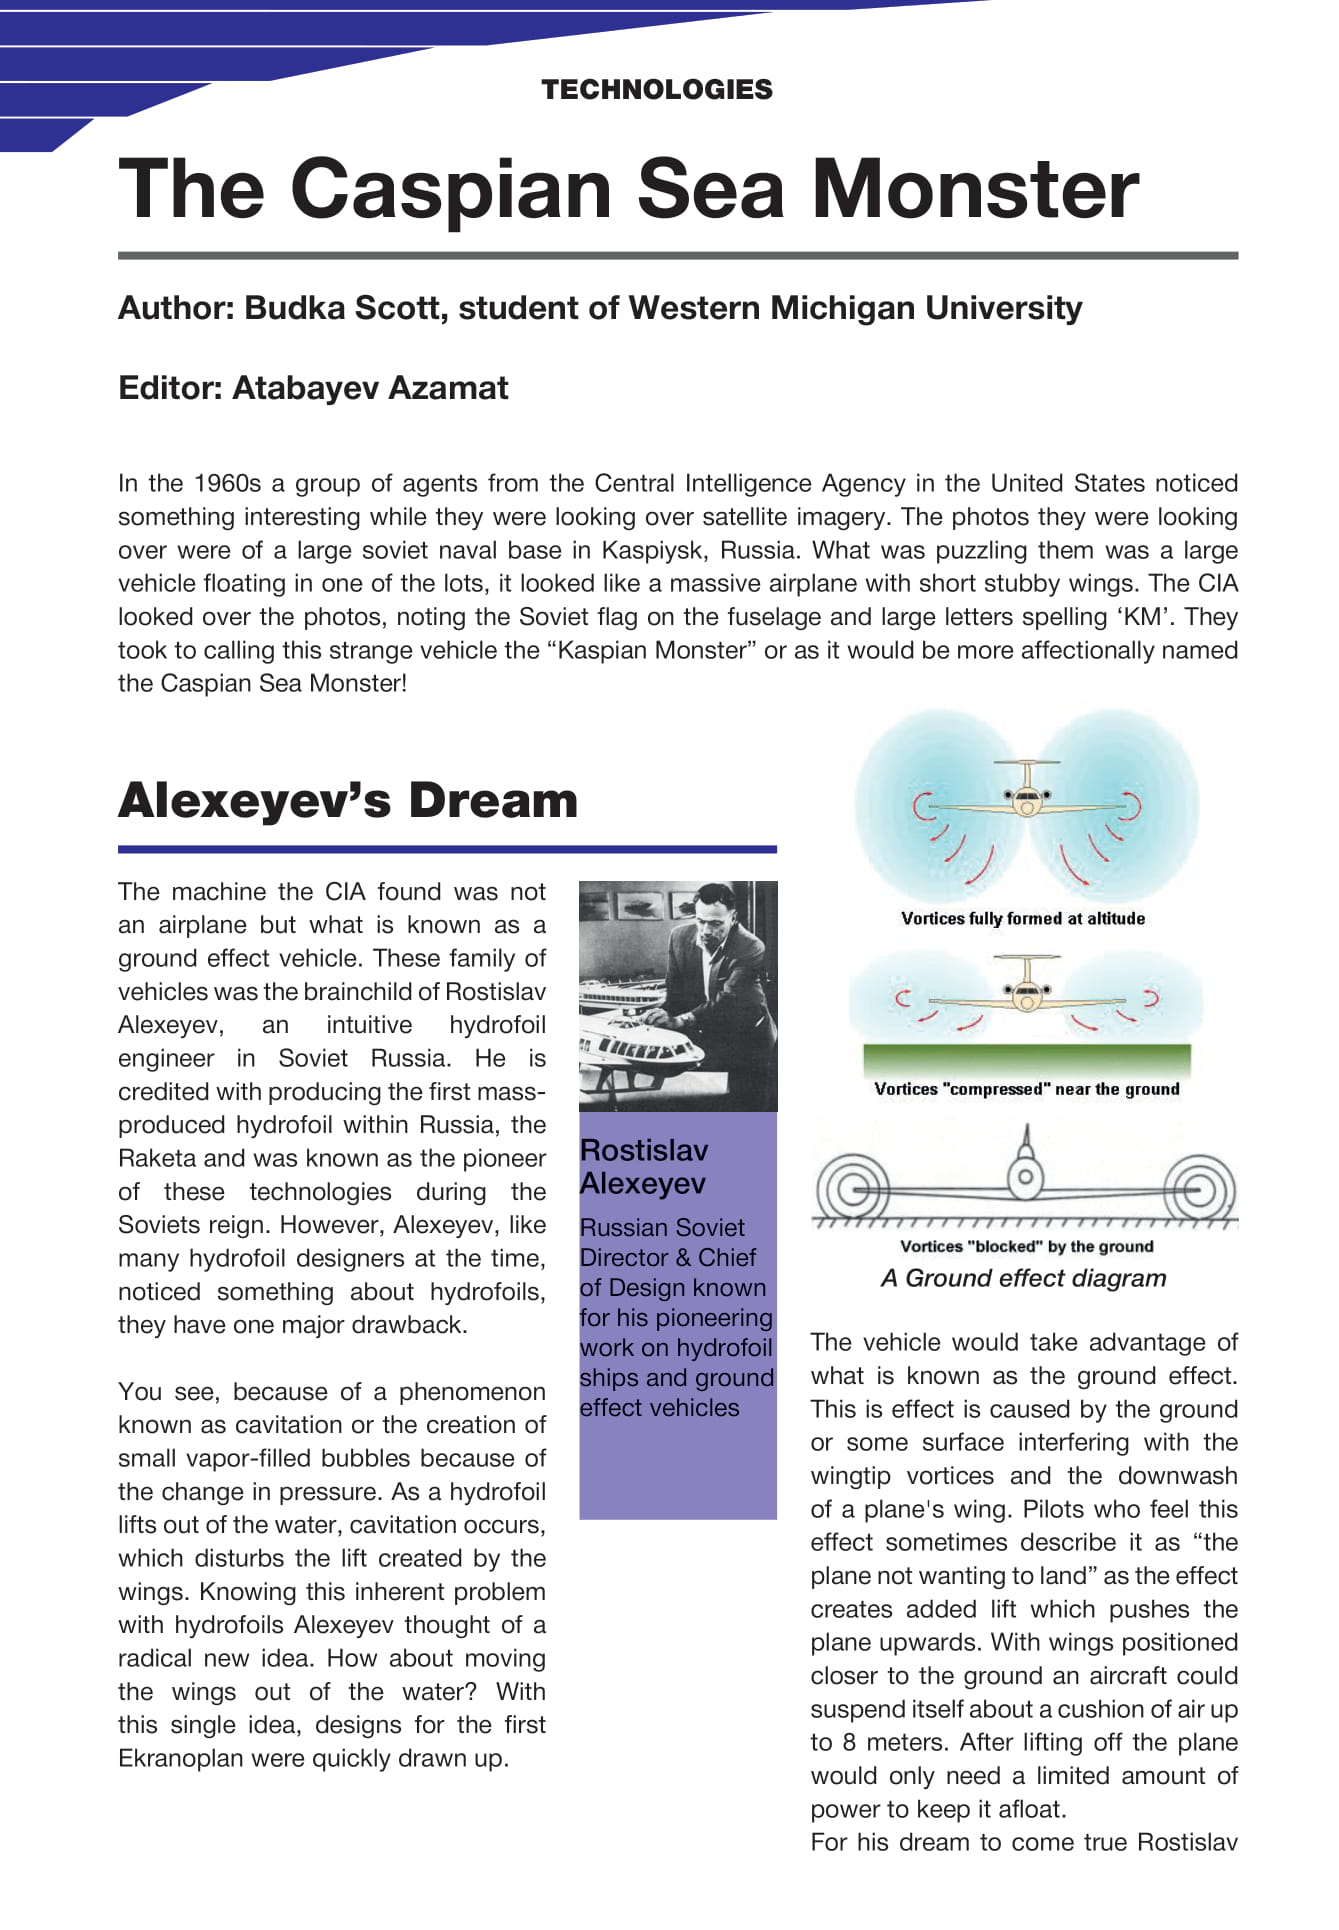 TECHNOLOGIES
The Caspian Sea Monster
Author: Budka Scott, student of Western Michigan University
Editor: Atabayev Azamat
In the 1960s a group of agents from the Central Intelligence Agency in the United States noticed
something interesting while they were looking over satellite imagery. The photos they were looking
over were of a large soviet naval base in Kaspiysk, Russia. What was puzzling them was a large
vehicle floating in one of the lots, it looked like a massive airplane with short stubby wings. The CIA
looked over the photos, noting the Soviet flag on the fuselage and large letters spelling ‘KM’. They
took to calling this strange vehicle the “Kaspian Monster” or as it would be more affectionally named
the Caspian Sea Monster!
Alexeyev’s Dream
The machine the CIA found was not
an airplane but what is known as a
ground effect vehicle. These family of
vehicles was the brainchild of Rostislav
Alexeyev, an intuitive hydrofoil
engineer in Soviet Russia. He is
credited with producing the first mass-
produced hydrofoil within Russia, the
Raketa and was known as the pioneer
of these technologies during the
Soviets reign. However, Alexeyev, like
many hydrofoil designers at the time,
noticed something about hydrofoils,
they have one major drawback.
You see, because of a phenomenon
known as cavitation or the creation of
small vapor-filled bubbles because of
the change in pressure. As a hydrofoil
lifts out of the water, cavitation occurs,
which disturbs the lift created by the
wings. Knowing this inherent problem
with hydrofoils Alexeyev thought of a
radical new idea. How about moving
the wings out of the water? With
this single idea, designs for the first
Ekranoplan were quickly drawn up.
Rostislav
Alexeyev
Russian Soviet
Director & Chief
of Design known
for his pioneering
work on hydrofoil
ships and ground
effect vehicles
Vortices fully formed at altitude
Vortices "compressed" near the ground
Vortices "blocked" by the ground
A Ground effect diagram
The vehicle would take advantage of
what is known as the ground effect.
This is effect is caused by the ground
or some surface interfering with the
wingtip vortices and the downwash
of a plane's wing. Pilots who feel this
effect sometimes describe it as “the
plane not wanting to land” as the effect
creates added lift which pushes the
plane upwards. With wings positioned
closer to the ground an aircraft could
suspend itself about a cushion of air up
to 8 meters. After lifting off the plane
would only need a limited amount of
power to keep it afloat.
For his dream to come true Rostislav